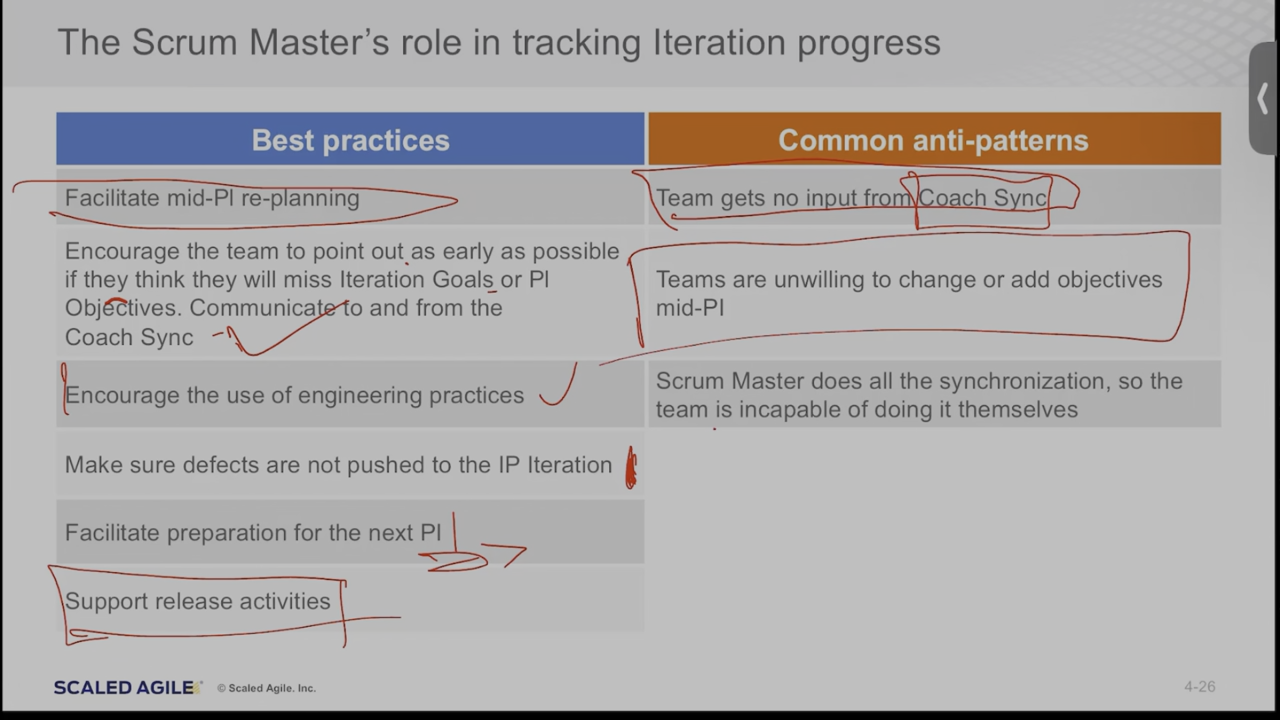 The Scrum Master's role in tracking Iteration progress
Best practices
Common anti-patterns
Facilitate mid-PI re-planning
Team gets no input from Coach Sync
Encourage the team to point out as early as possible
if they think they will miss Iteration Goals or PI
Objectives. Communicate to and from the
Coach Sync
Teams are unwilling to change or add objectives
mid-PI
Encourage the use of engineering practices
Scrum Master does all the synchronization, so the
team is incapable of doing it themselves
Make sure defects are not pushed to the IP Iteration
Facilitate preparation for the next PI
Support release activities
SCALED AGILE
© Scaled Agile. Inc.
4-26